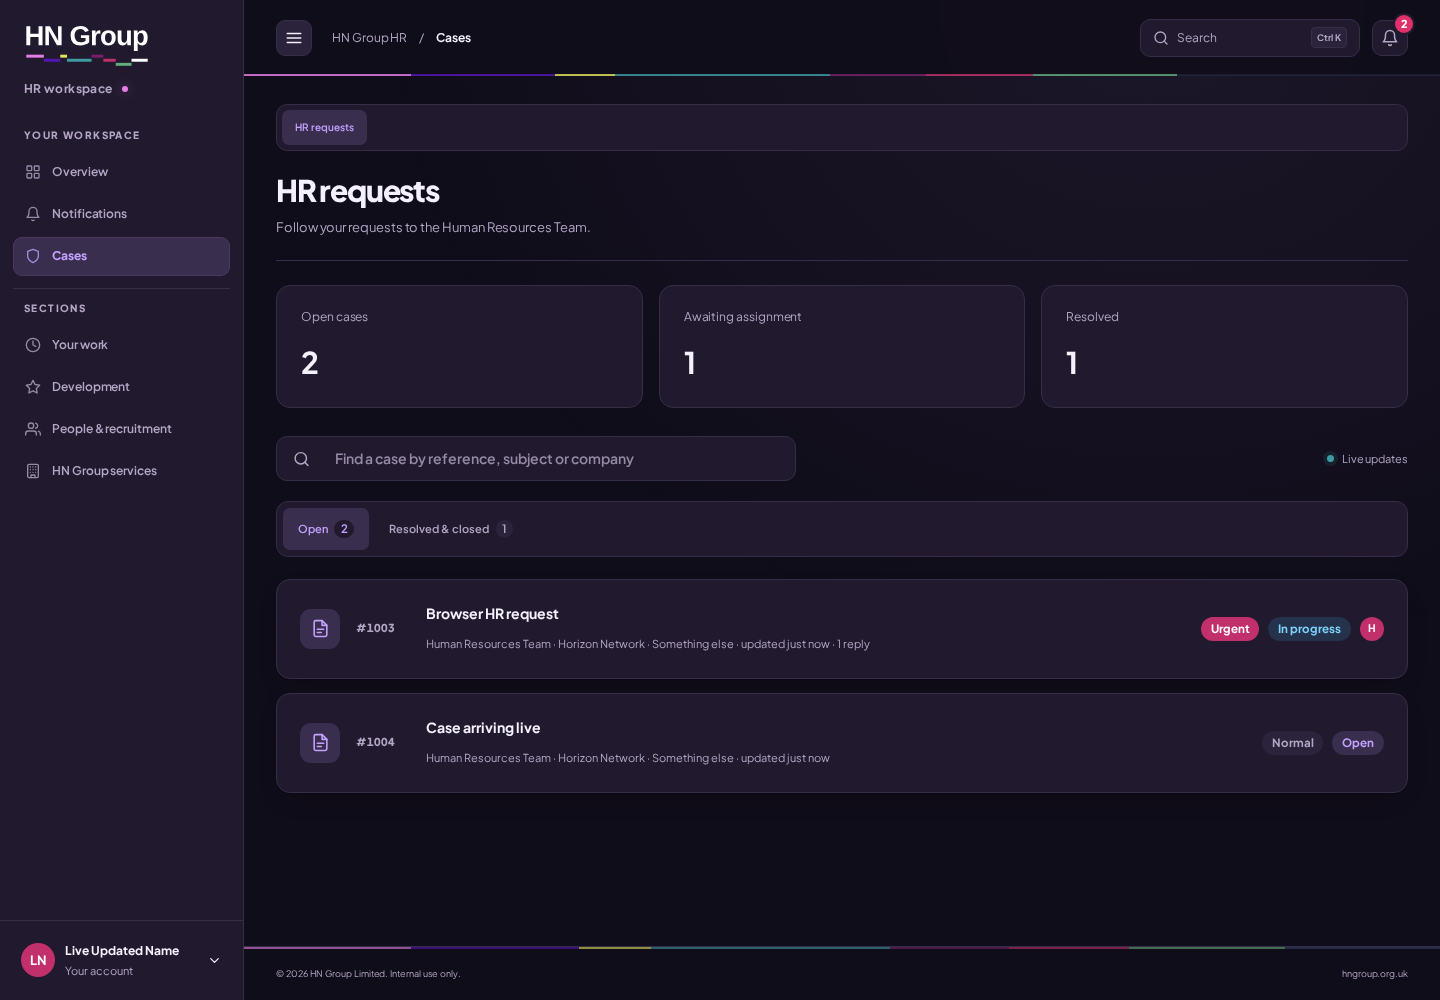 HN Group
HR workspace
YOUR WORKSPACE
Overview
Notifications
Cases
SECTIONS
Your work
Development
People & recruitment
HN Group services
LN
Live Updated Name
Your account
HN Group HR / Cases
Search
Ctrl K
2
HR requests
HR requests
Follow your requests to the Human Resources Team.
Open cases
2
Awaiting assignment
1
Resolved
1
Find a case by reference, subject or company
Live updates
Open 2
Resolved & closed 1
#1003
Browser HR request
Human Resources Team · Horizon Network · Something else · updated just now · 1 reply
Urgent
In progress
H
#1004
Case arriving live
Human Resources Team · Horizon Network · Something else · updated just now
Normal
Open
© 2026 HN Group Limited. Internal use only.
hngroup.org.uk